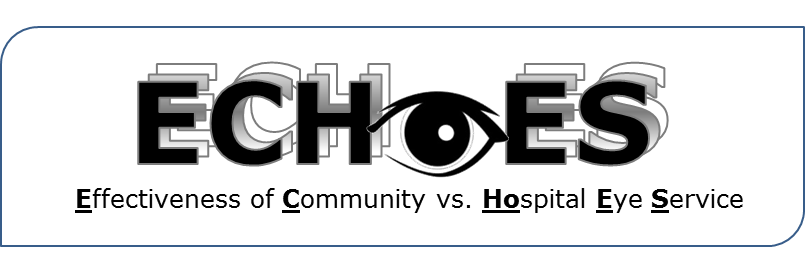 ECHOES
Effectiveness of Community vs. Hospital Eye Service